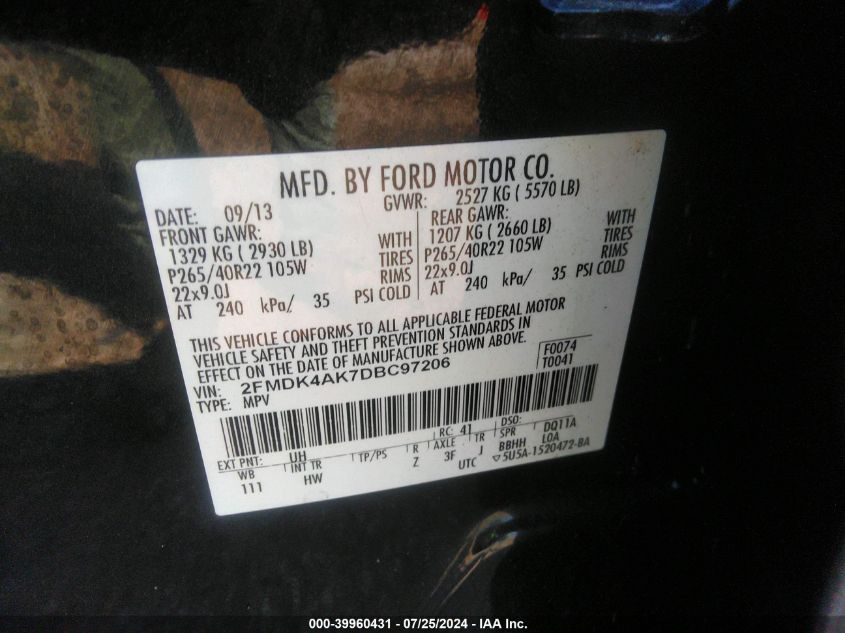 MFD. BY FORD MOTOR CO.
DATE: 09/13 GVWR: 2527 KG ( 5570 LB)
FRONT GAWR: REAR GAWR:
1329 KG ( 2930 LB) WITH 1207 KG ( 2660 LB) WITH
P265/40R22 105W TIRES P265/40R22 105W TIRES
22x9.0J RIMS 22x9.0J RIMS
AT 240 kPa/ 35 PSI COLD AT 240 kPa/ 35 PSI COLD
THIS VEHICLE CONFORMS TO ALL APPLICABLE FEDERAL MOTOR
VEHICLE SAFETY AND THEFT PREVENTION STANDARDS IN
EFFECT ON THE DATE OF MANUFACTURE SHOWN ABOVE.
F0074
T0041
VIN: 2FMDK4AK7DBC97206
TYPE: MPV
EXT PNT: UH RC: 41 DSO: DQ11A
WB INT TR TP/PS R AXLE TR SPR LOA
111 HW Z 3F J BBHH
UTC ▽5U5A-1520472-BA
000-39960431 - 07/25/2024 - IAA Inc.